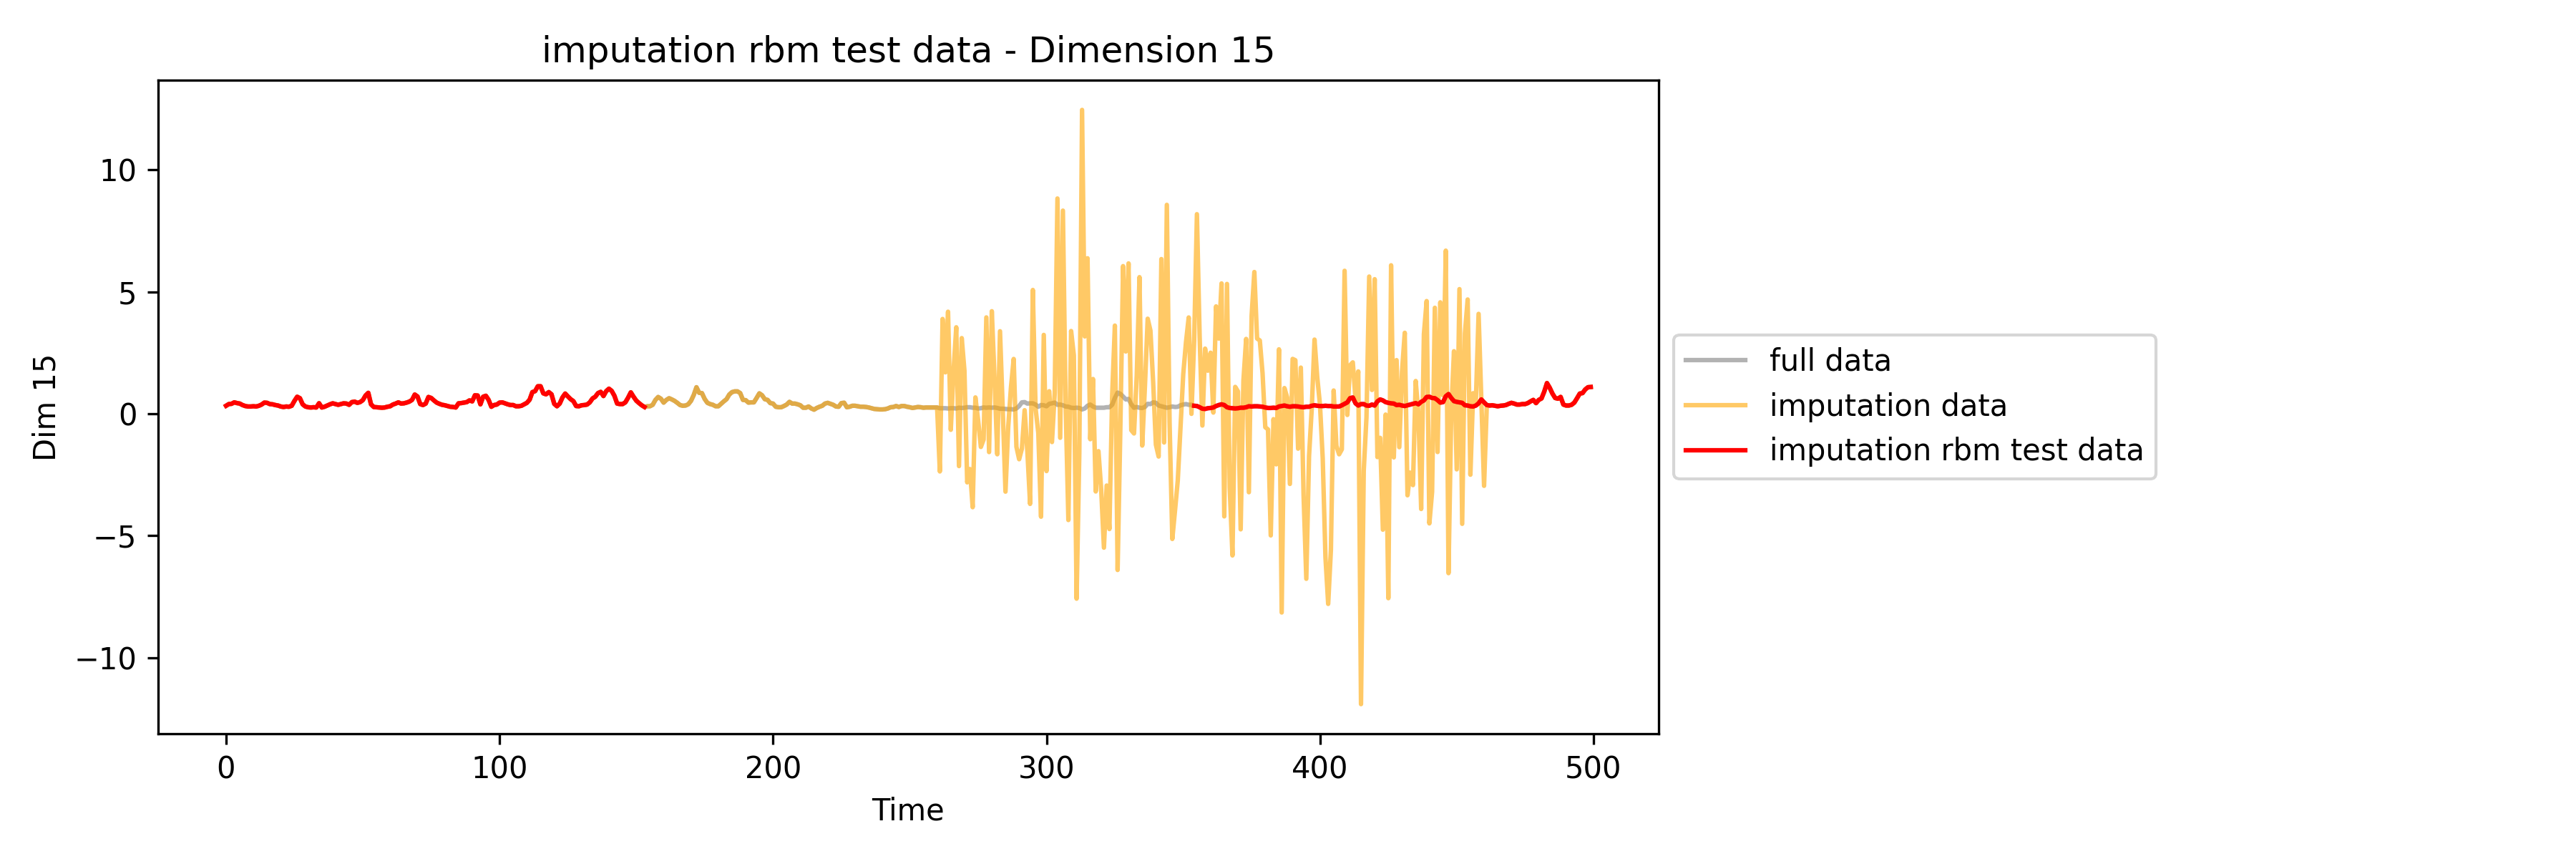 imputation rbm test data - Dimension 15
10
5
0
−5
−10
Dim 15
0
100
200
300
400
500
Time
full data
imputation data
imputation rbm test data